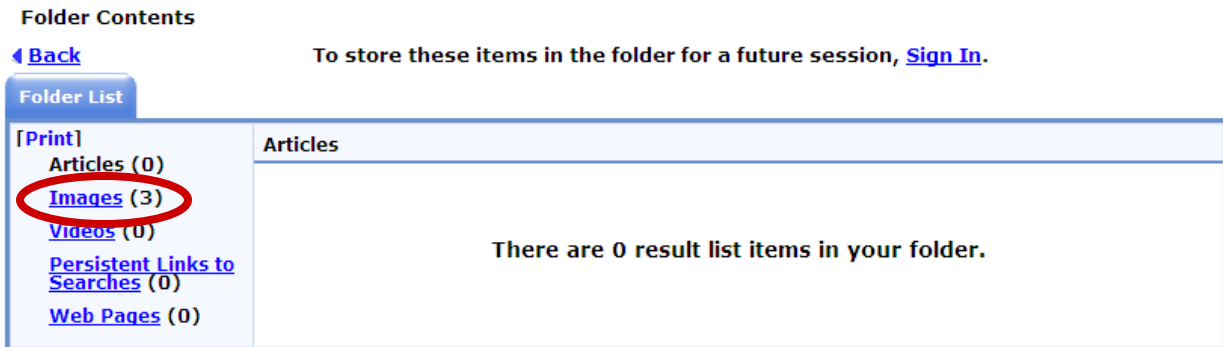 Folder Contents
Back To store these items in the folder for a future session, Sign In.
Folder List
[Print]
Articles (0)
Images (3)
Videos (0)
Persistent Links to
Searches (0)
Web Pages (0)
Articles
There are 0 result list items in your folder.